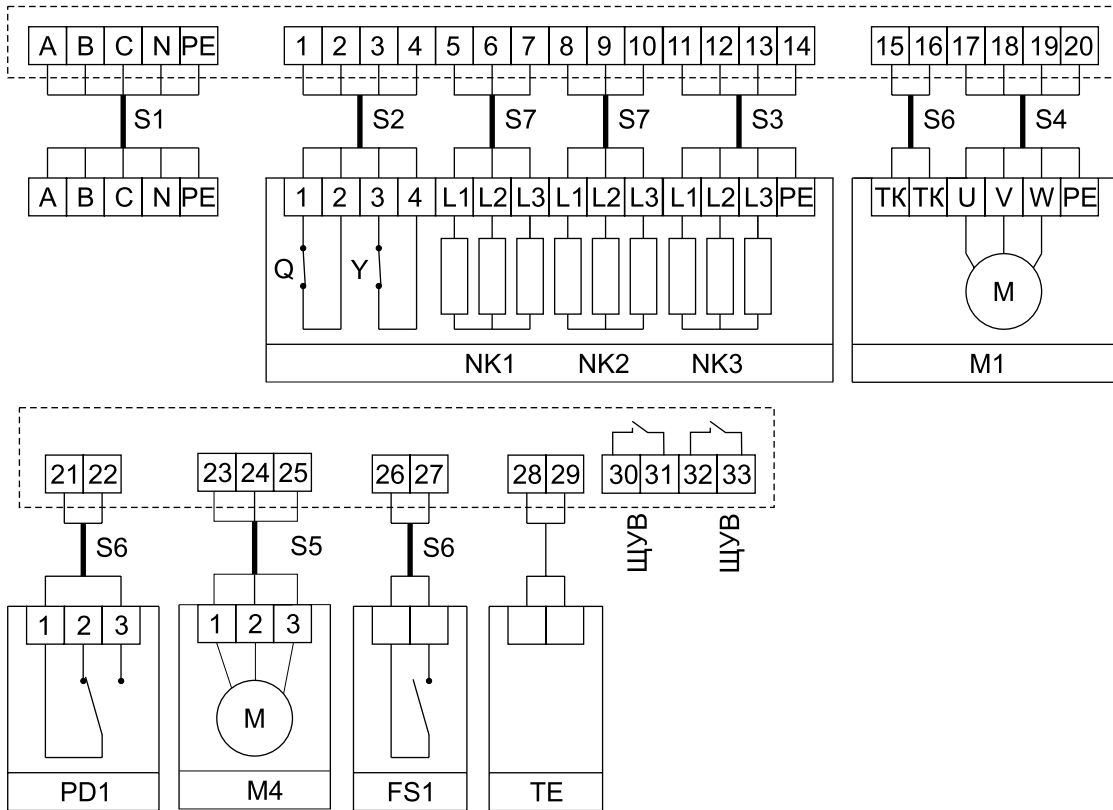 A B C N PE 1 2 3 4 5 6 7 8 9 10 11 12 13 14 15 16 17 18 19 20
S1 S2 S7 S7 S3 S6 S4
A B C N PE 1 2 3 4 L1 L2 L3 L1 L2 L3 L1 L2 L3 PE ТК ТК U V W PE
Q Y M
NK1 NK2 NK3 M1
21 22 23 24 25 26 27 28 29 30 31 32 33
S6 S5 S6 ЩУВ ЩУВ
1 2 3 1 2 3
M
PD1 M4 FS1 TE